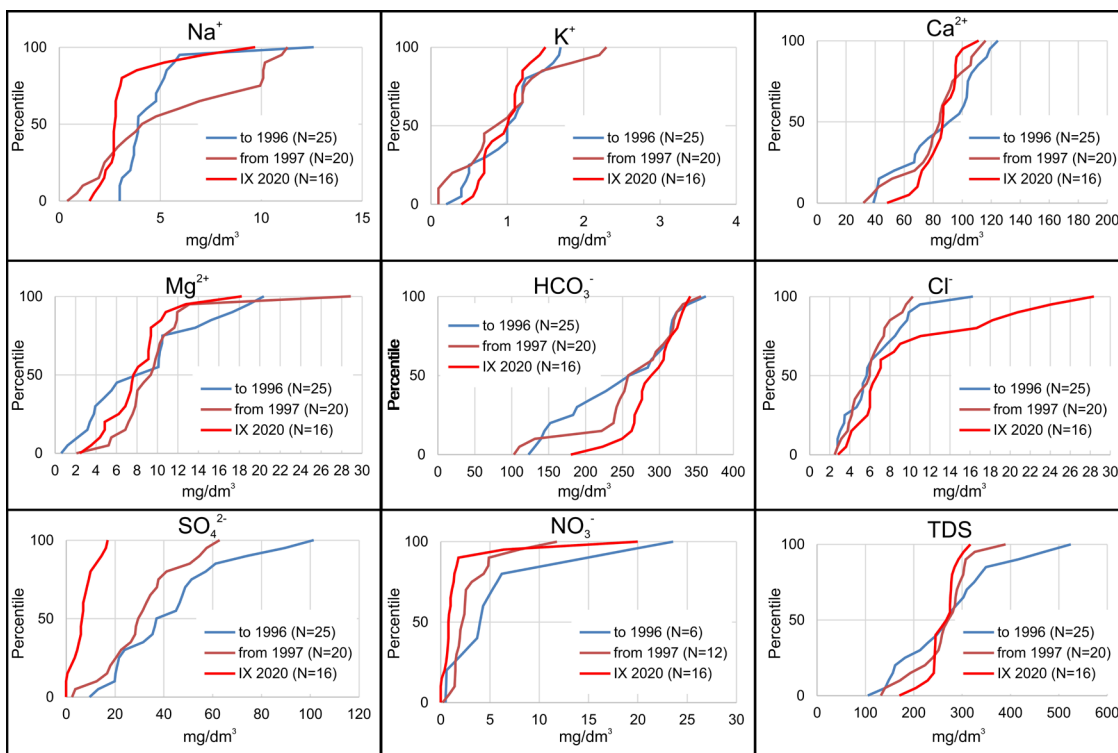 Na⁺
100
50
0
Percentile
to 1996 (N=25)
from 1997 (N=20)
IX 2020 (N=16)
0 5 10 15
mg/dm³
K⁺
100
50
0
Percentile
to 1996 (N=25)
from 1997 (N=20)
IX 2020 (N=16)
0 1 2 3 4
mg/dm³
Ca²⁺
100
50
0
Percentile
to 1996 (N=25)
from 1997 (N=20)
IX 2020 (N=16)
0 20 40 60 80 100 120 140 160 180 200
mg/dm³
Mg²⁺
100
50
0
Percentile
to 1996 (N=25)
from 1997 (N=20)
IX 2020 (N=16)
0 2 4 6 8 10 12 14 16 18 20 22 24 26 28 30
mg/dm³
HCO₃⁻
100
50
0
Percentile
to 1996 (N=25)
from 1997 (N=20)
IX 2020 (N=16)
0 50 100 150 200 250 300 350 400
mg/dm³
Cl⁻
100
50
0
Percentile
to 1996 (N=25)
from 1997 (N=20)
IX 2020 (N=16)
0 2 4 6 8 10 12 14 16 18 20 22 24 26 28 30
mg/dm³
SO₄²⁻
100
50
0
Percentile
to 1996 (N=25)
from 1997 (N=20)
IX 2020 (N=16)
0 20 40 60 80 100 120
mg/dm³
NO₃⁻
100
50
0
Percentile
to 1996 (N=6)
from 1997 (N=12)
IX 2020 (N=16)
0 5 10 15 20 25 30
mg/dm³
TDS
100
50
0
Percentile
to 1996 (N=25)
from 1997 (N=20)
IX 2020 (N=16)
0 100 200 300 400 500 600
mg/dm³